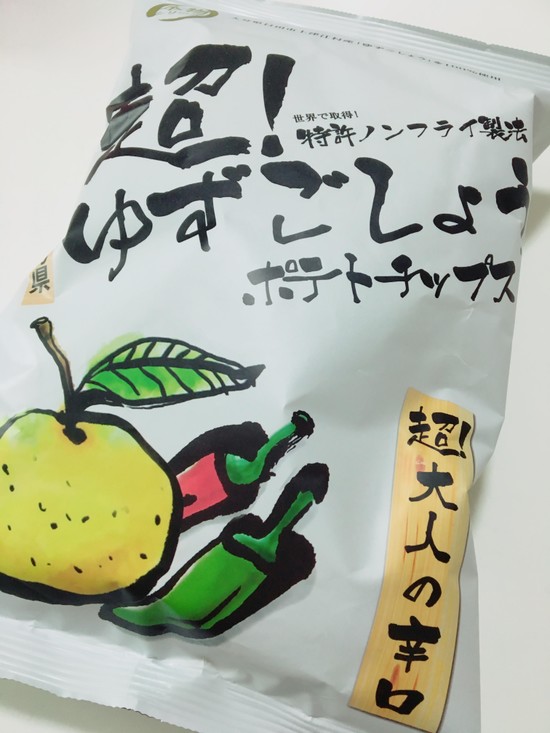 超!
世界で取得!
特許ノンフライ製法
ゆずごしょう
ポテトチップス
県
超!大人の辛口